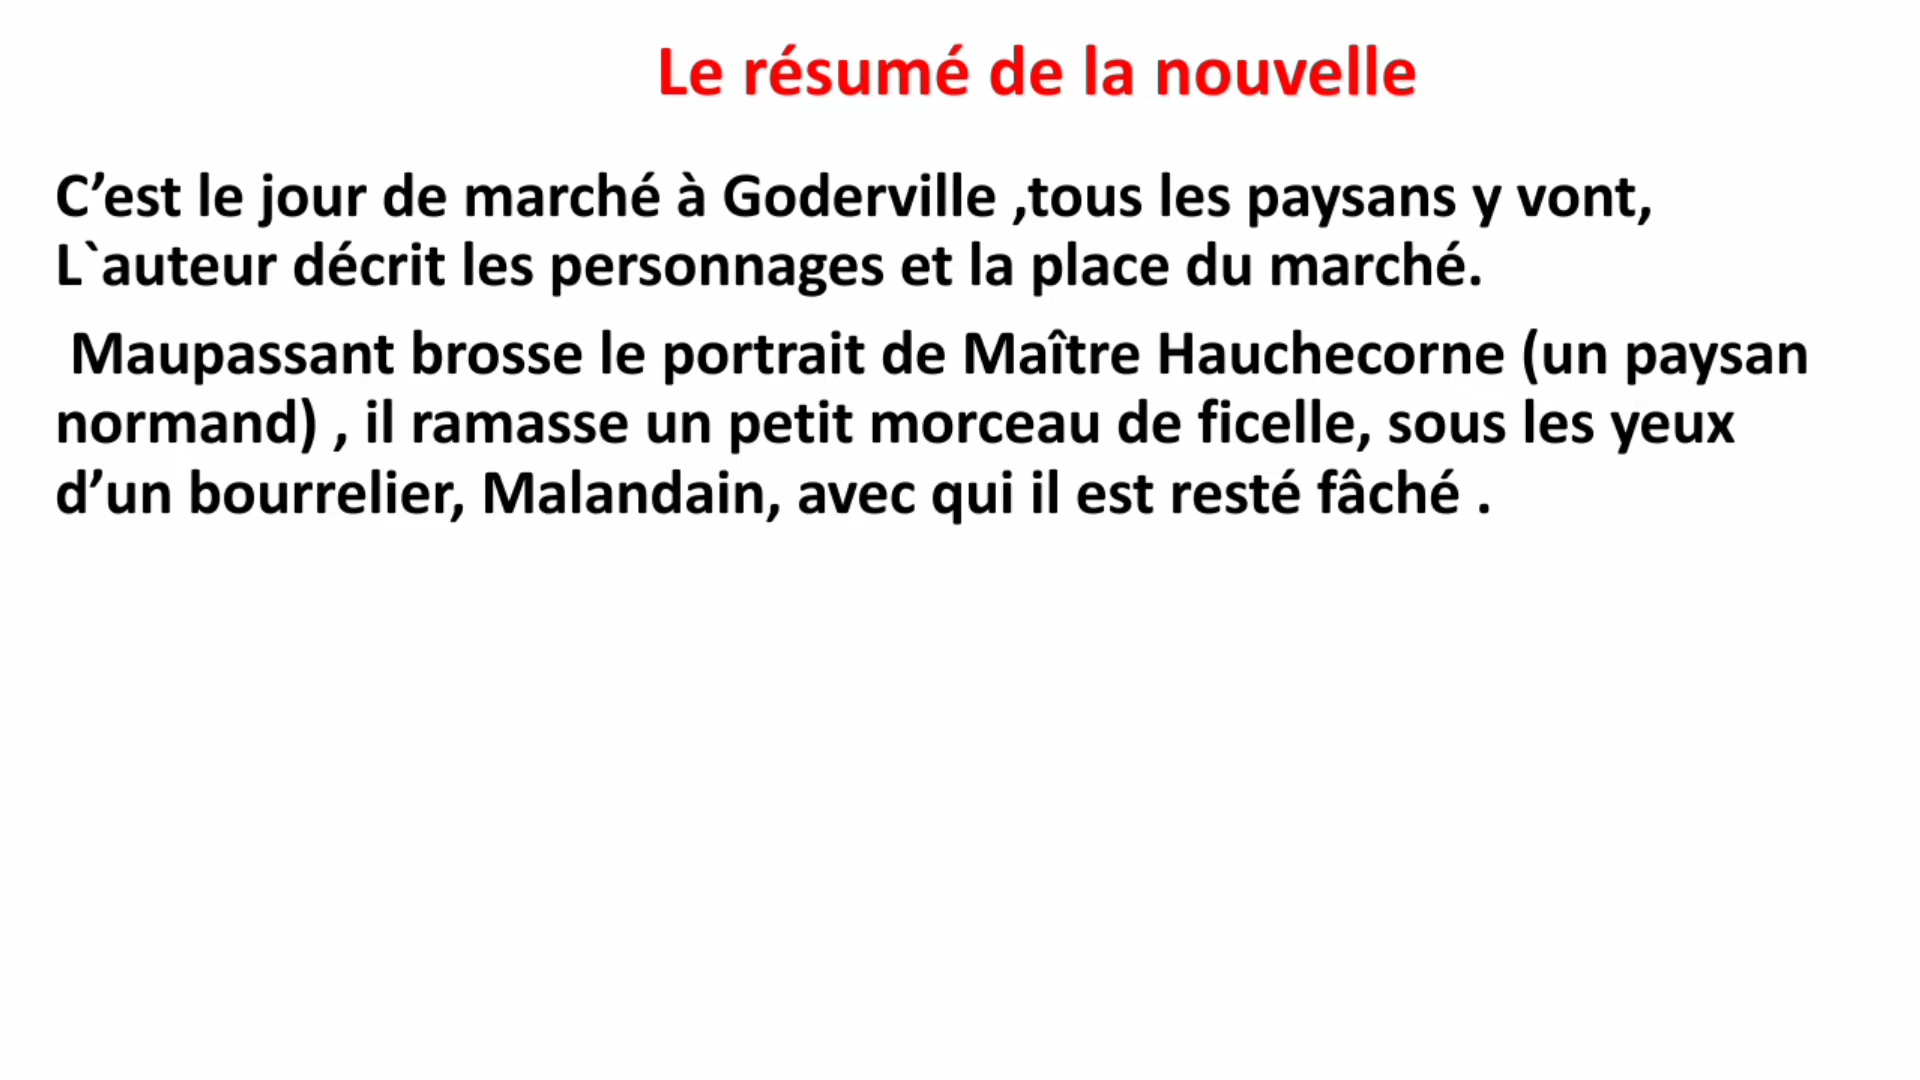 Le résumé de la nouvelle
C’est le jour de marché à Goderville ,tous les paysans y vont,
L`auteur décrit les personnages et la place du marché.
Maupassant brosse le portrait de Maître Hauchecorne (un paysan
normand) , il ramasse un petit morceau de ficelle, sous les yeux
d’un bourrelier, Malandain, avec qui il est resté fâché .